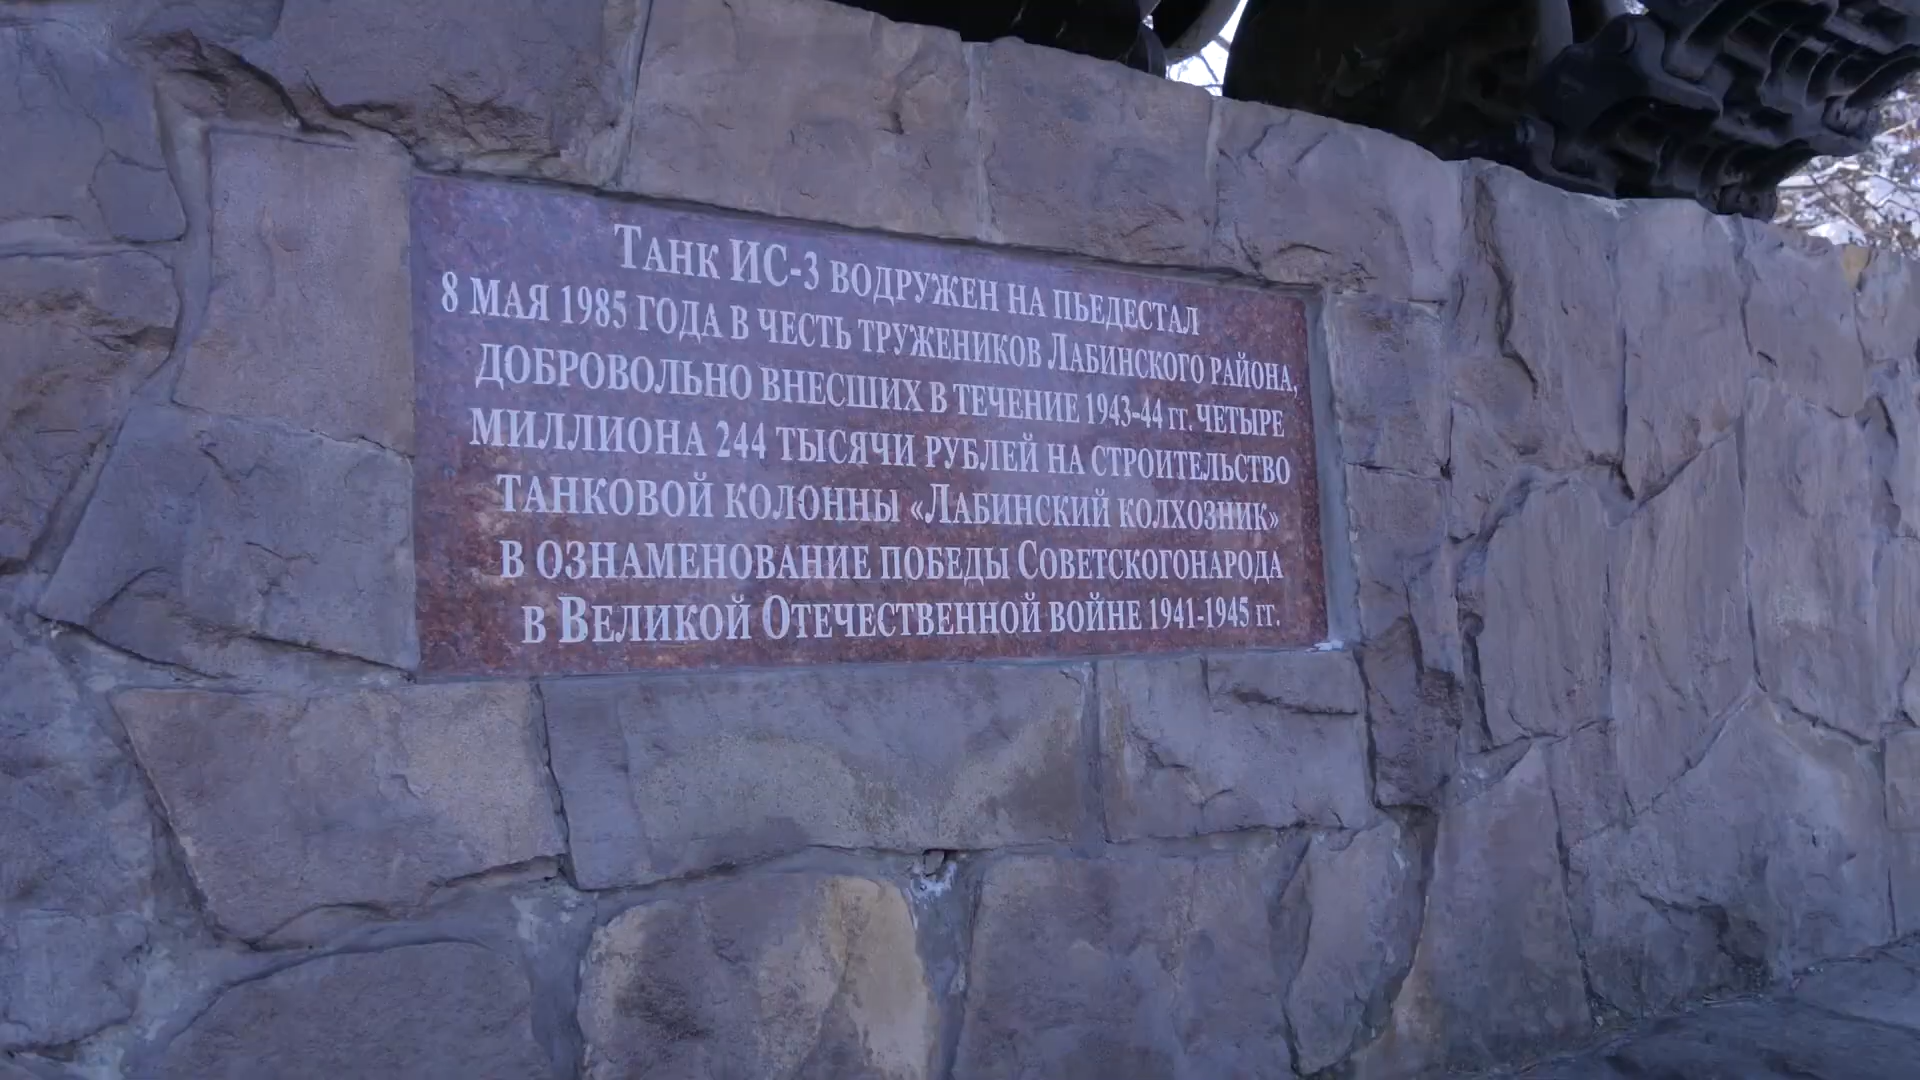 Танк ИС-3 водружен на пьедестал
8 мая 1985 года в честь тружеников Лабинского района,
добровольно внесших в течение 1943-44 гг. четыре
миллиона 244 тысячи рублей на строительство
танковой колонны «Лабинский колхозник»
в ознаменование победы Советскогонарода
в Великой Отечественной войне 1941-1945 гг.